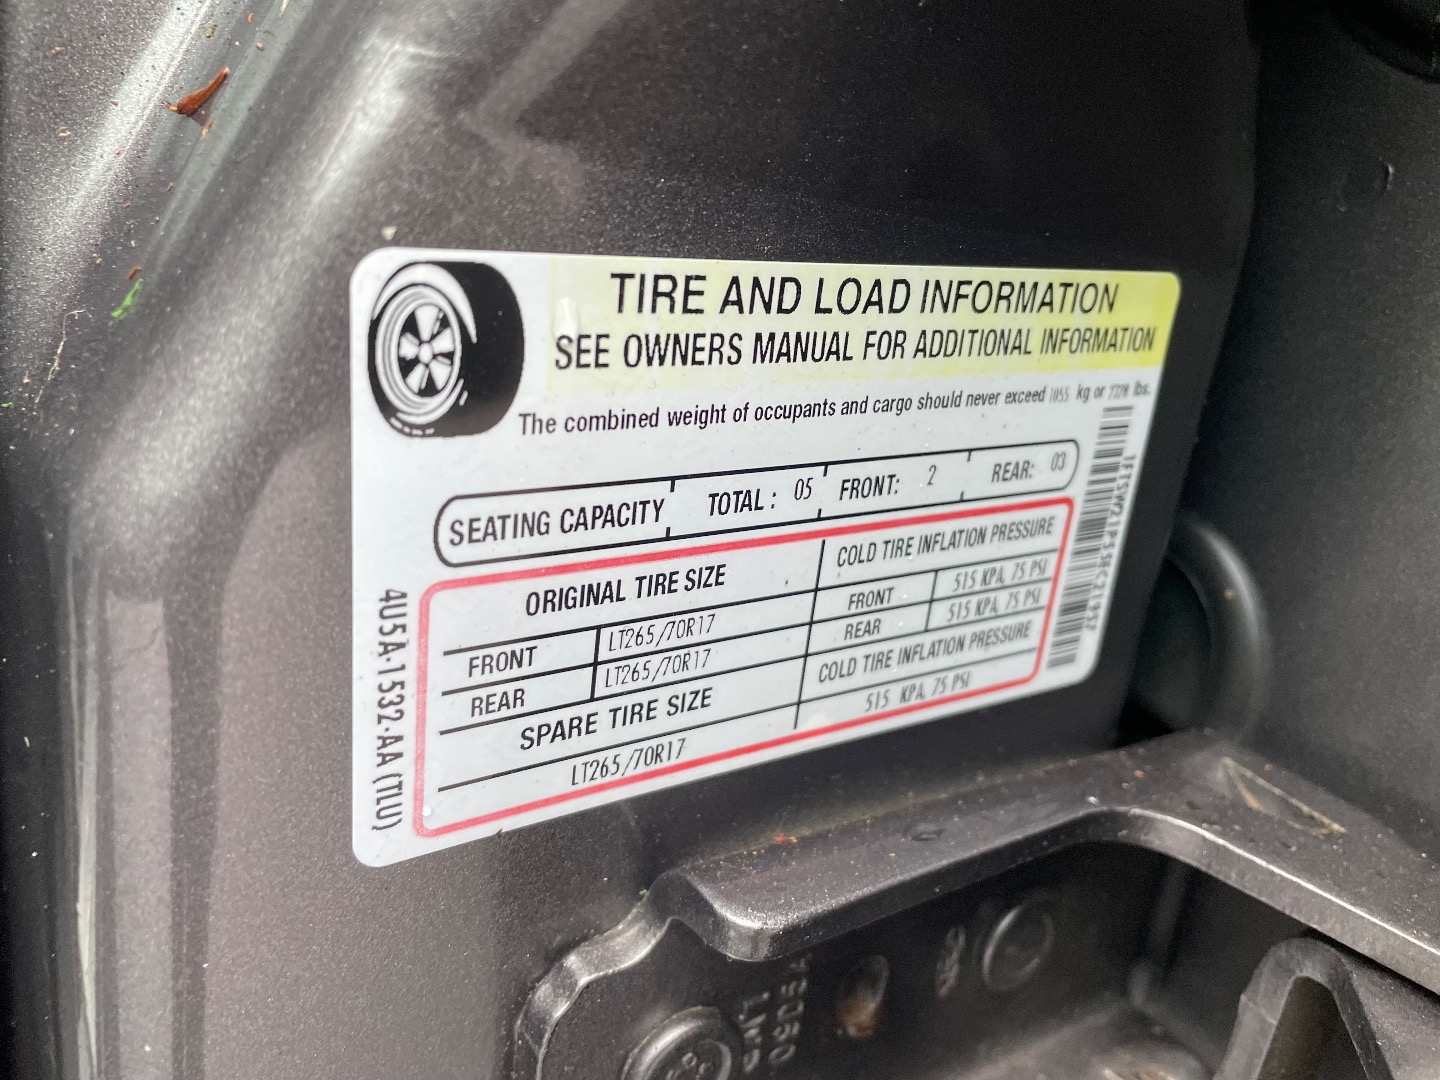 TIRE AND LOAD INFORMATION
SEE OWNERS MANUAL FOR ADDITIONAL INFORMATION
The combined weight of occupants and cargo should never exceed 1055 kg or 2328 lbs.
SEATING CAPACITY TOTAL : 05 FRONT: 2 REAR: 03
ORIGINAL TIRE SIZE COLD TIRE INFLATION PRESSURE
FRONT LT265/70R17 FRONT 515 KPA, 75 PSI
REAR LT265/70R17 REAR 515 KPA, 75 PSI
SPARE TIRE SIZE COLD TIRE INFLATION PRESSURE
LT265/70R17 515 KPA, 75 PSI
4U5A-1532-AA (TLU)